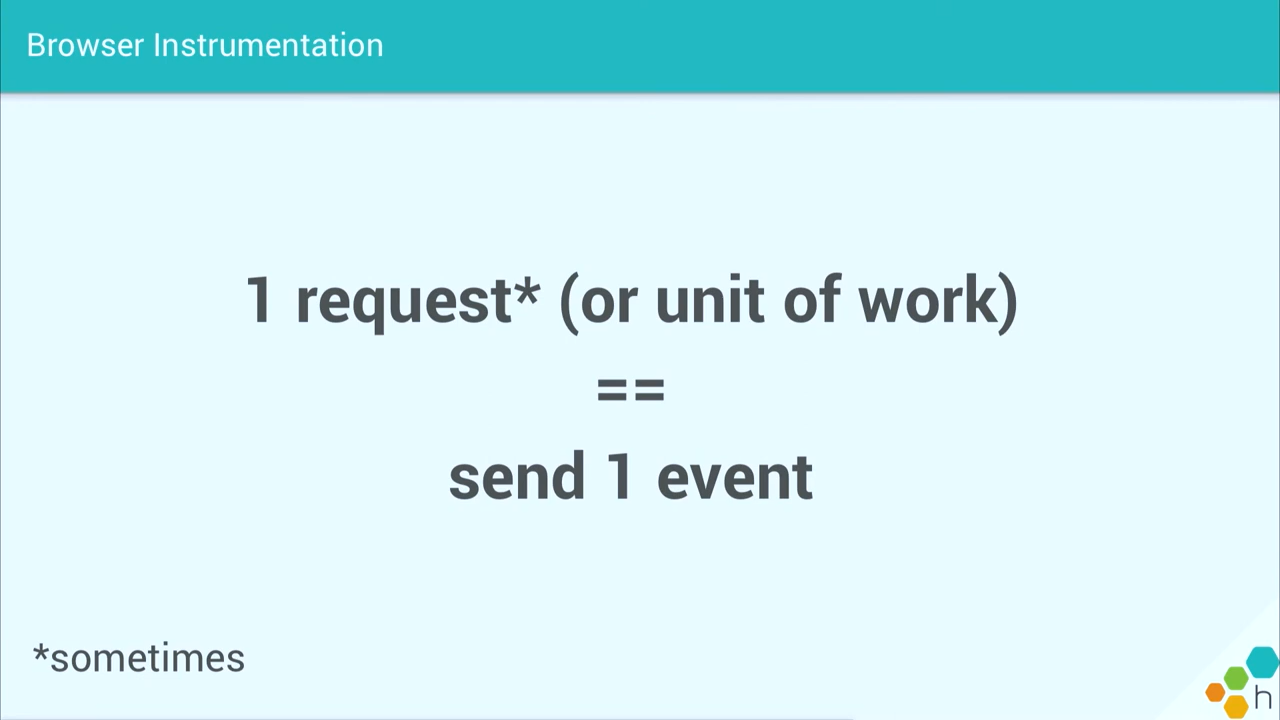 Browser Instrumentation
1 request* (or unit of work)
==
send 1 event
*sometimes
h